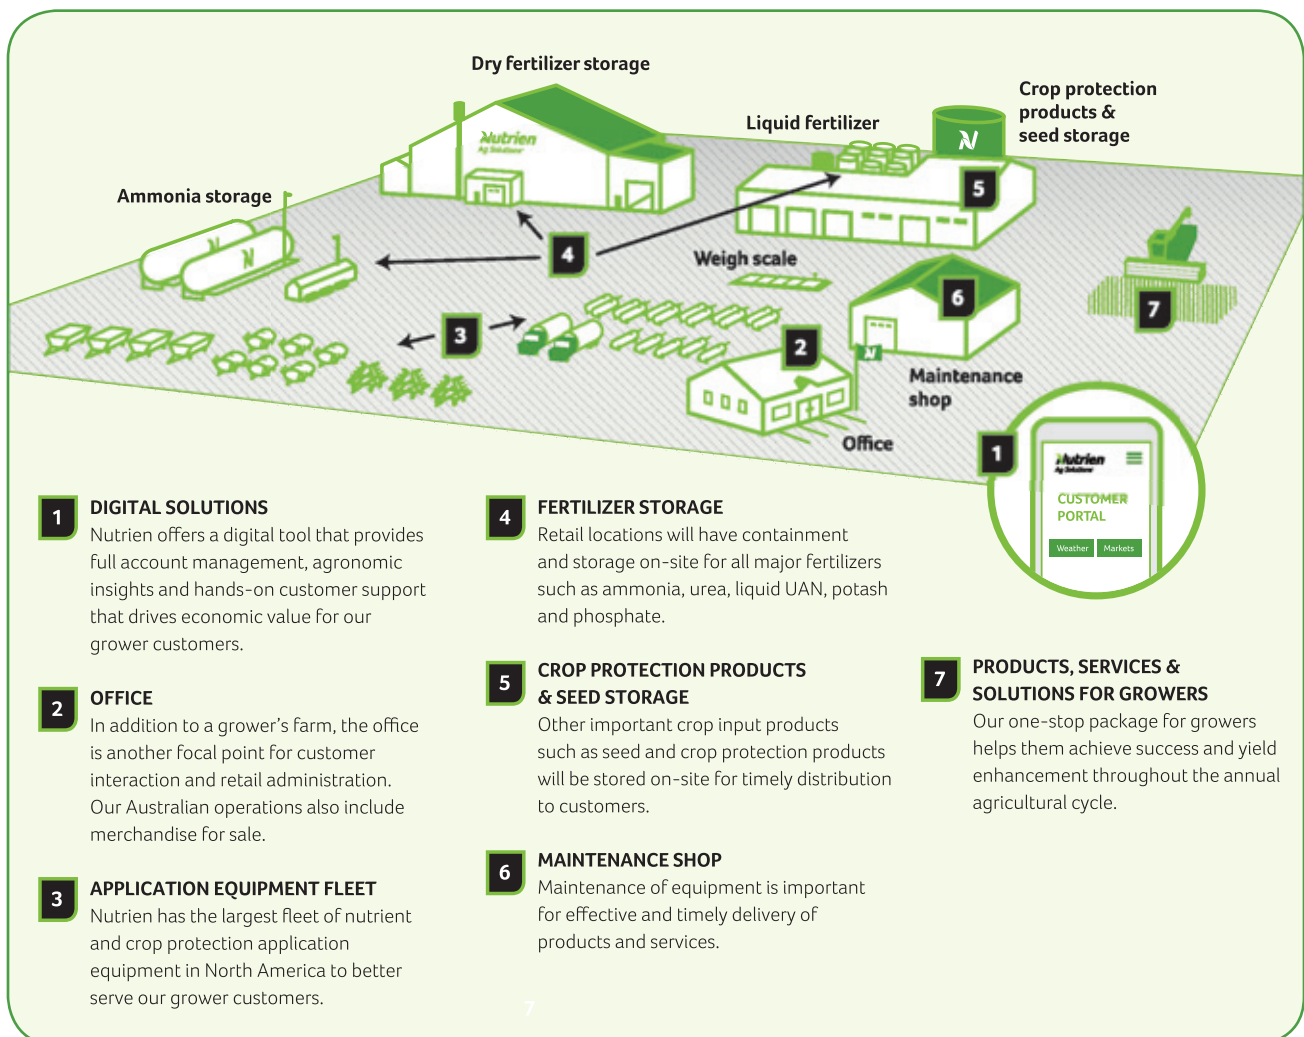 Dry fertilizer storage
Crop protection
products &
seed storage
Liquid fertilizer
Nutrien
Ag Solutions
N
Ammonia storage
5
N
N
4
Weigh scale
6
7
3
2
N
Maintenance
shop
Office
1
Nutrien
Ag Solutions
CUSTOMER
PORTAL
Weather Markets
1 DIGITAL SOLUTIONS
Nutrien offers a digital tool that provides
full account management, agronomic
insights and hands-on customer support
that drives economic value for our
grower customers.
2 OFFICE
In addition to a grower’s farm, the office
is another focal point for customer
interaction and retail administration.
Our Australian operations also include
merchandise for sale.
3 APPLICATION EQUIPMENT FLEET
Nutrien has the largest fleet of nutrient
and crop protection application
equipment in North America to better
serve our grower customers.
4 FERTILIZER STORAGE
Retail locations will have containment
and storage on-site for all major fertilizers
such as ammonia, urea, liquid UAN, potash
and phosphate.
5 CROP PROTECTION PRODUCTS
& SEED STORAGE
Other important crop input products
such as seed and crop protection products
will be stored on-site for timely distribution
to customers.
6 MAINTENANCE SHOP
Maintenance of equipment is important
for effective and timely delivery of
products and services.
7 PRODUCTS, SERVICES &
SOLUTIONS FOR GROWERS
Our one-stop package for growers
helps them achieve success and yield
enhancement throughout the annual
agricultural cycle.
7